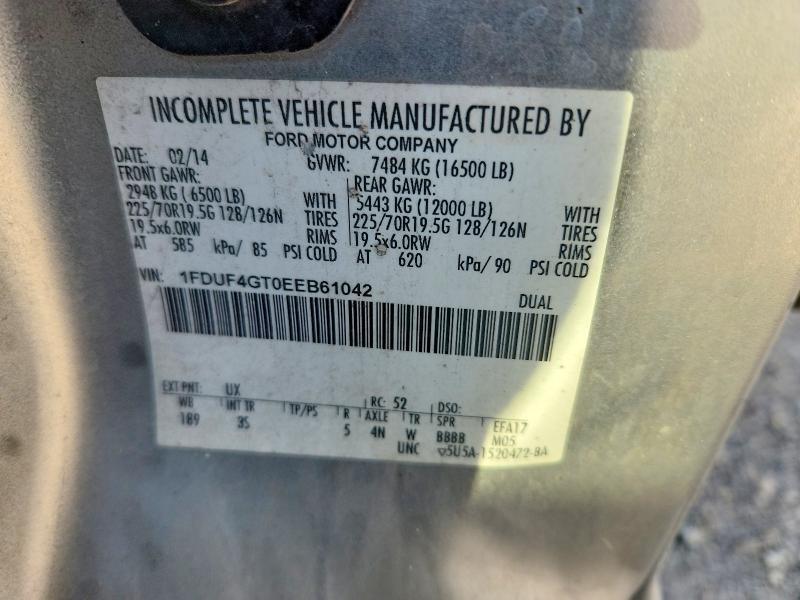 INCOMPLETE VEHICLE MANUFACTURED BY
FORD MOTOR COMPANY
DATE: 02/14 GVWR: 7484 KG (16500 LB)
FRONT GAWR: REAR GAWR:
2948 KG ( 6500 LB) WITH 5443 KG (12000 LB) WITH
225/70R19.5G 128/126N TIRES 225/70R19.5G 128/126N TIRES
19.5x6.0RW RIMS 19.5x6.0RW RIMS
AT 585 kPa/ 85 PSI COLD AT 620 kPa/ 90 PSI COLD
VIN: 1FDUF4GT0EEB61042 DUAL
EXT PNT: UX RC: 52 DSO:
WB INT TR TP/PS R AXLE TR SPR EFA17
189 3S 5 4N W BBBB M05
UNC 5U5A-1520472-BA